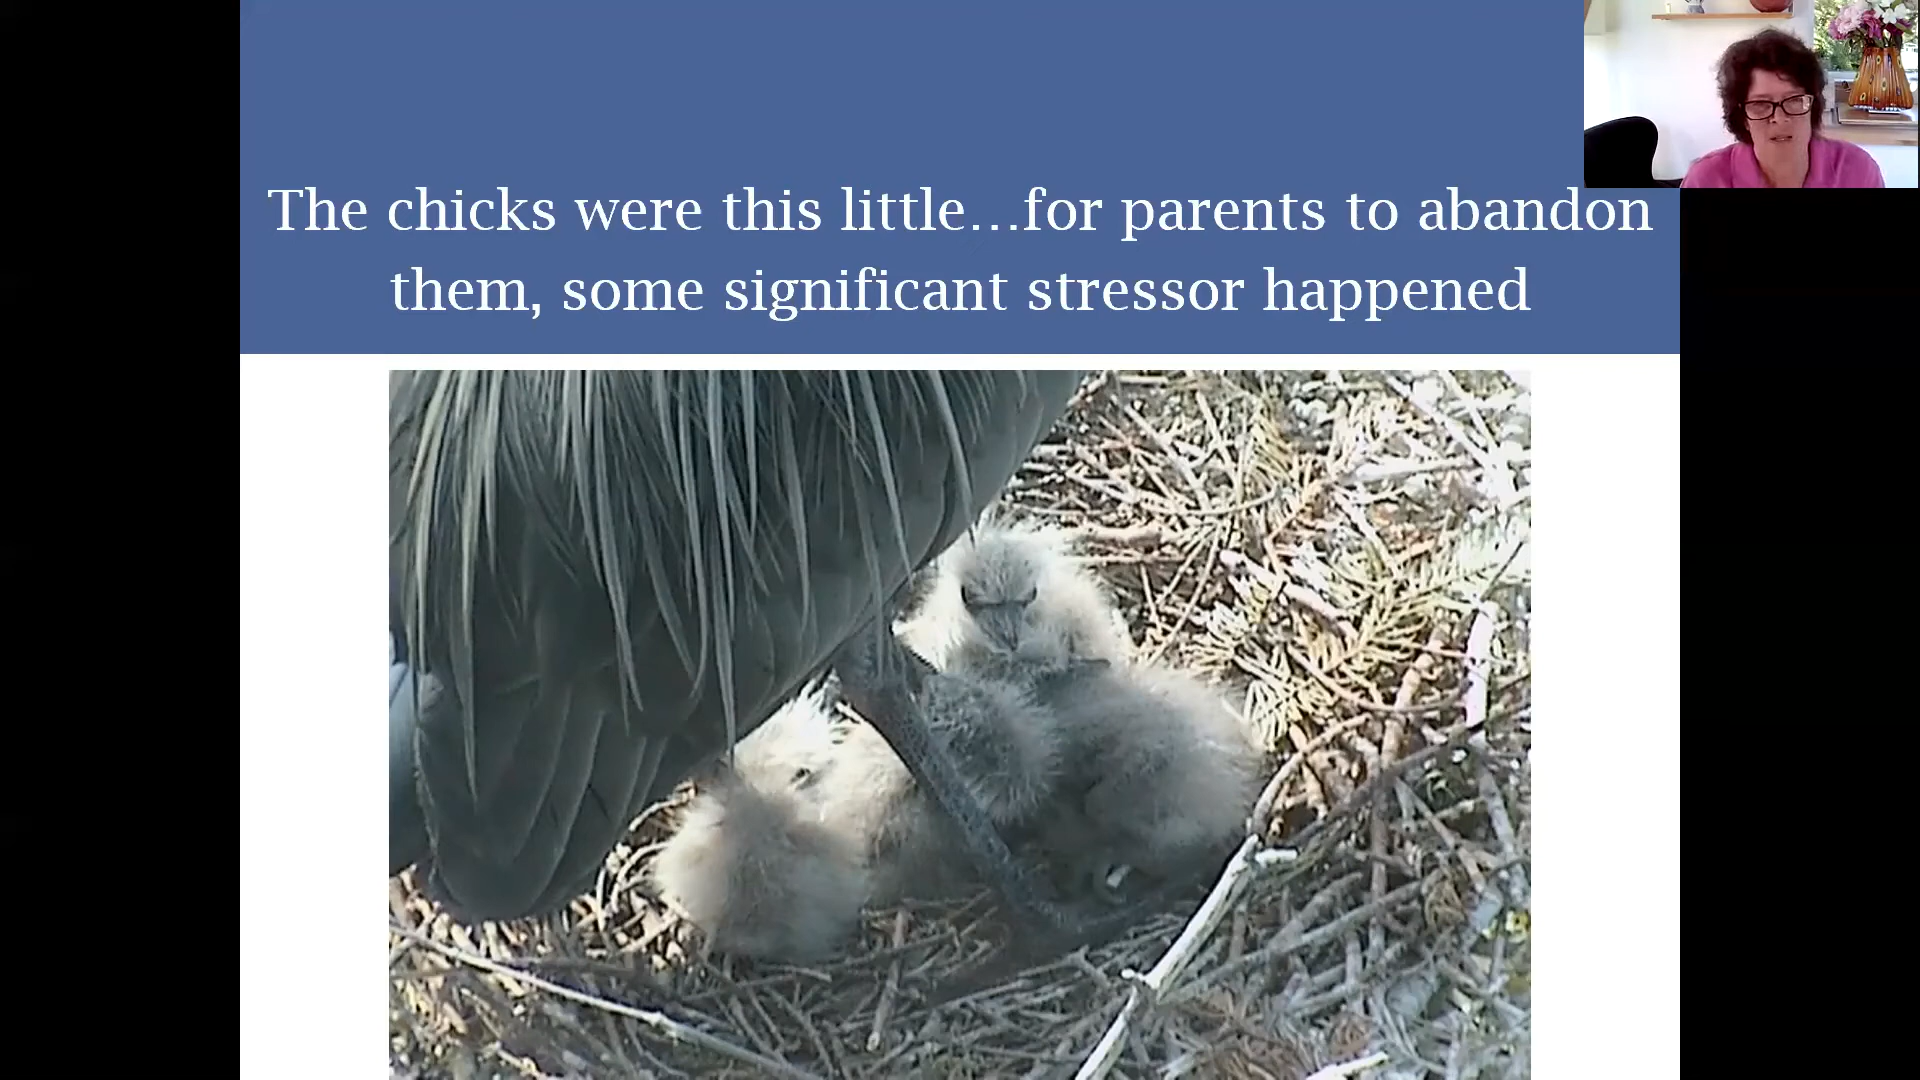 The chicks were this little...for parents to abandon
them, some significant stressor happened